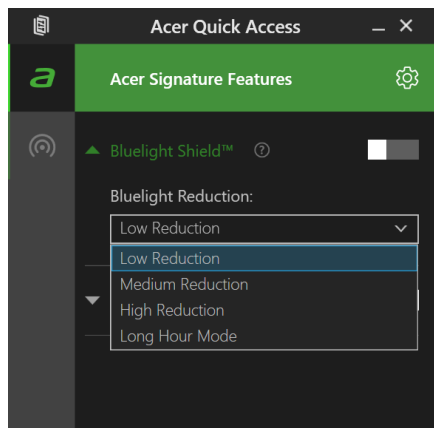 Acer Quick Access
a
Acer Signature Features
Bluelight Shield™ ?
Bluelight Reduction:
Low Reduction
Low Reduction
Medium Reduction
High Reduction
Long Hour Mode